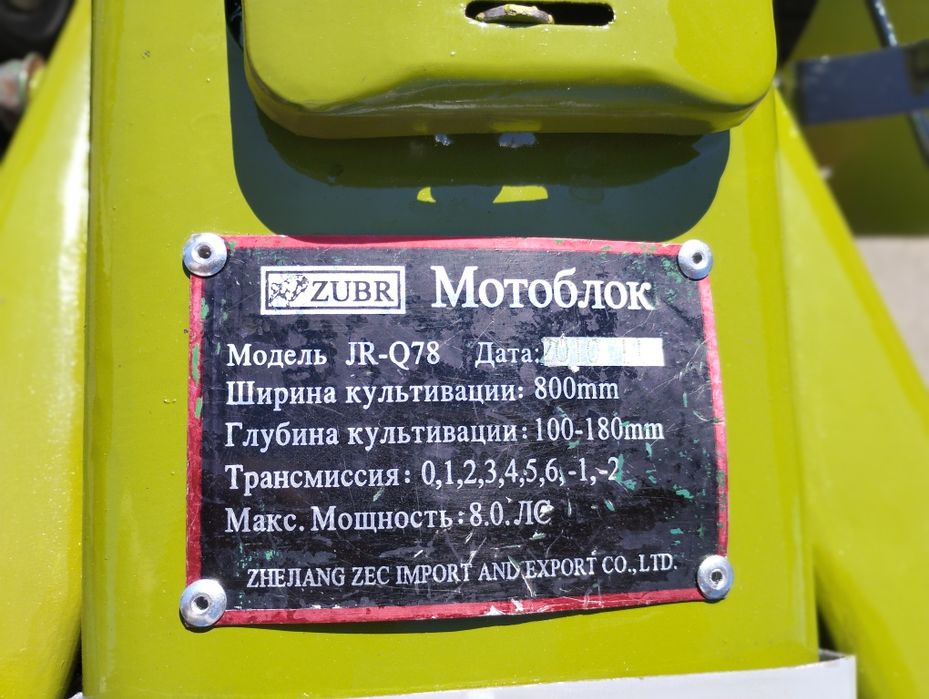 ZUBR Мотоблок
Модель JR-Q78 Дата:
Ширина культивации: 800mm
Глубина культивации: 100-180mm
Трансмиссия: 0,1,2,3,4,5,6,-1,-2
Макс. Мощность: 8.0. ЛС
ZHEJIANG ZEC IMPORT AND EXPORT CO., LTD.